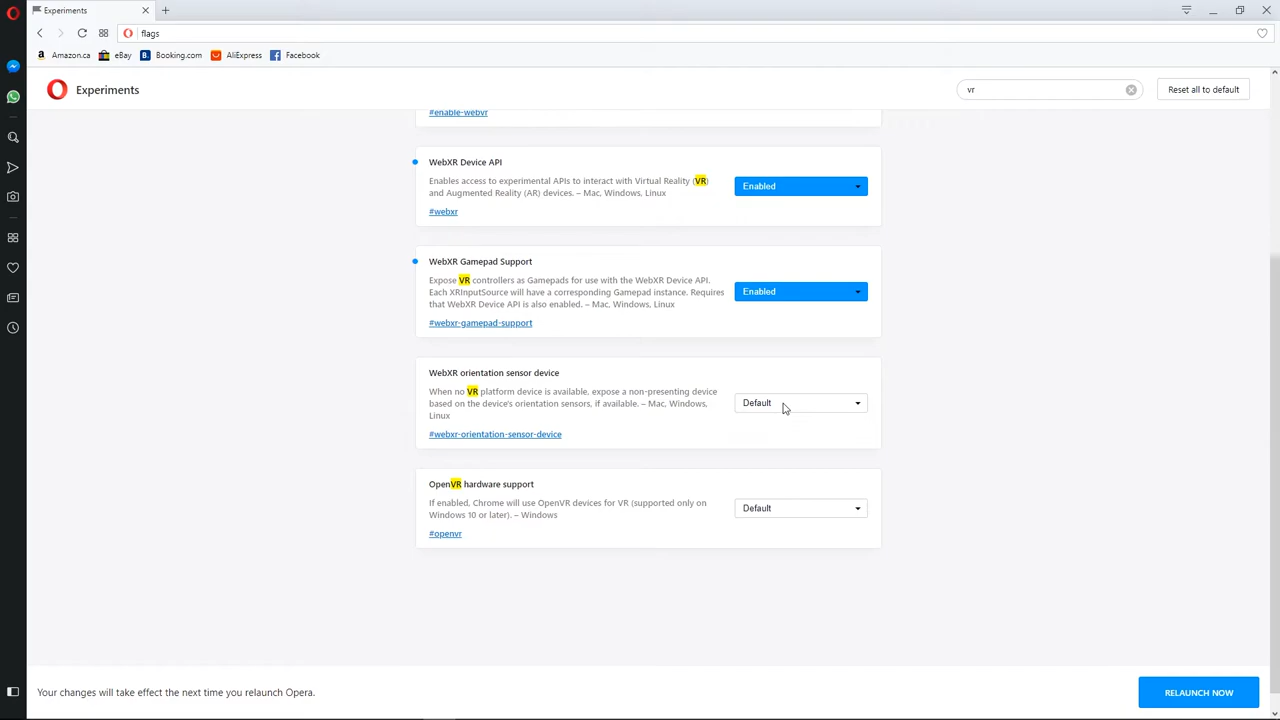 Experiments
flags
Amazon.ca eBay Booking.com AliExpress Facebook
Experiments
vr
Reset all to default
#enable-webvr
WebXR Device API
Enables access to experimental APIs to interact with Virtual Reality (VR)
and Augmented Reality (AR) devices. – Mac, Windows, Linux
Enabled
#webxr
WebXR Gamepad Support
Expose VR controllers as Gamepads for use with the WebXR Device API.
Each XRInputSource will have a corresponding Gamepad instance. Requires
that WebXR Device API is also enabled. – Mac, Windows, Linux
Enabled
#webxr-gamepad-support
WebXR orientation sensor device
When no VR platform device is available, expose a non-presenting device
based on the device's orientation sensors, if available. – Mac, Windows,
Linux
Default
#webxr-orientation-sensor-device
OpenVR hardware support
If enabled, Chrome will use OpenVR devices for VR (supported only on
Windows 10 or later). – Windows
Default
#openvr
Your changes will take effect the next time you relaunch Opera.
RELAUNCH NOW